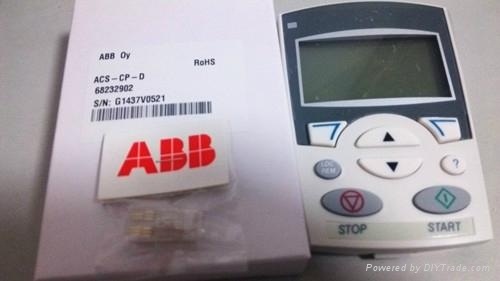 ABB Oy
RoHS
ACS-CP-D
68232902
S/N: G1437V0521
ABB
LOC
REM
?
STOP
START
Powered by DIYTrade.com